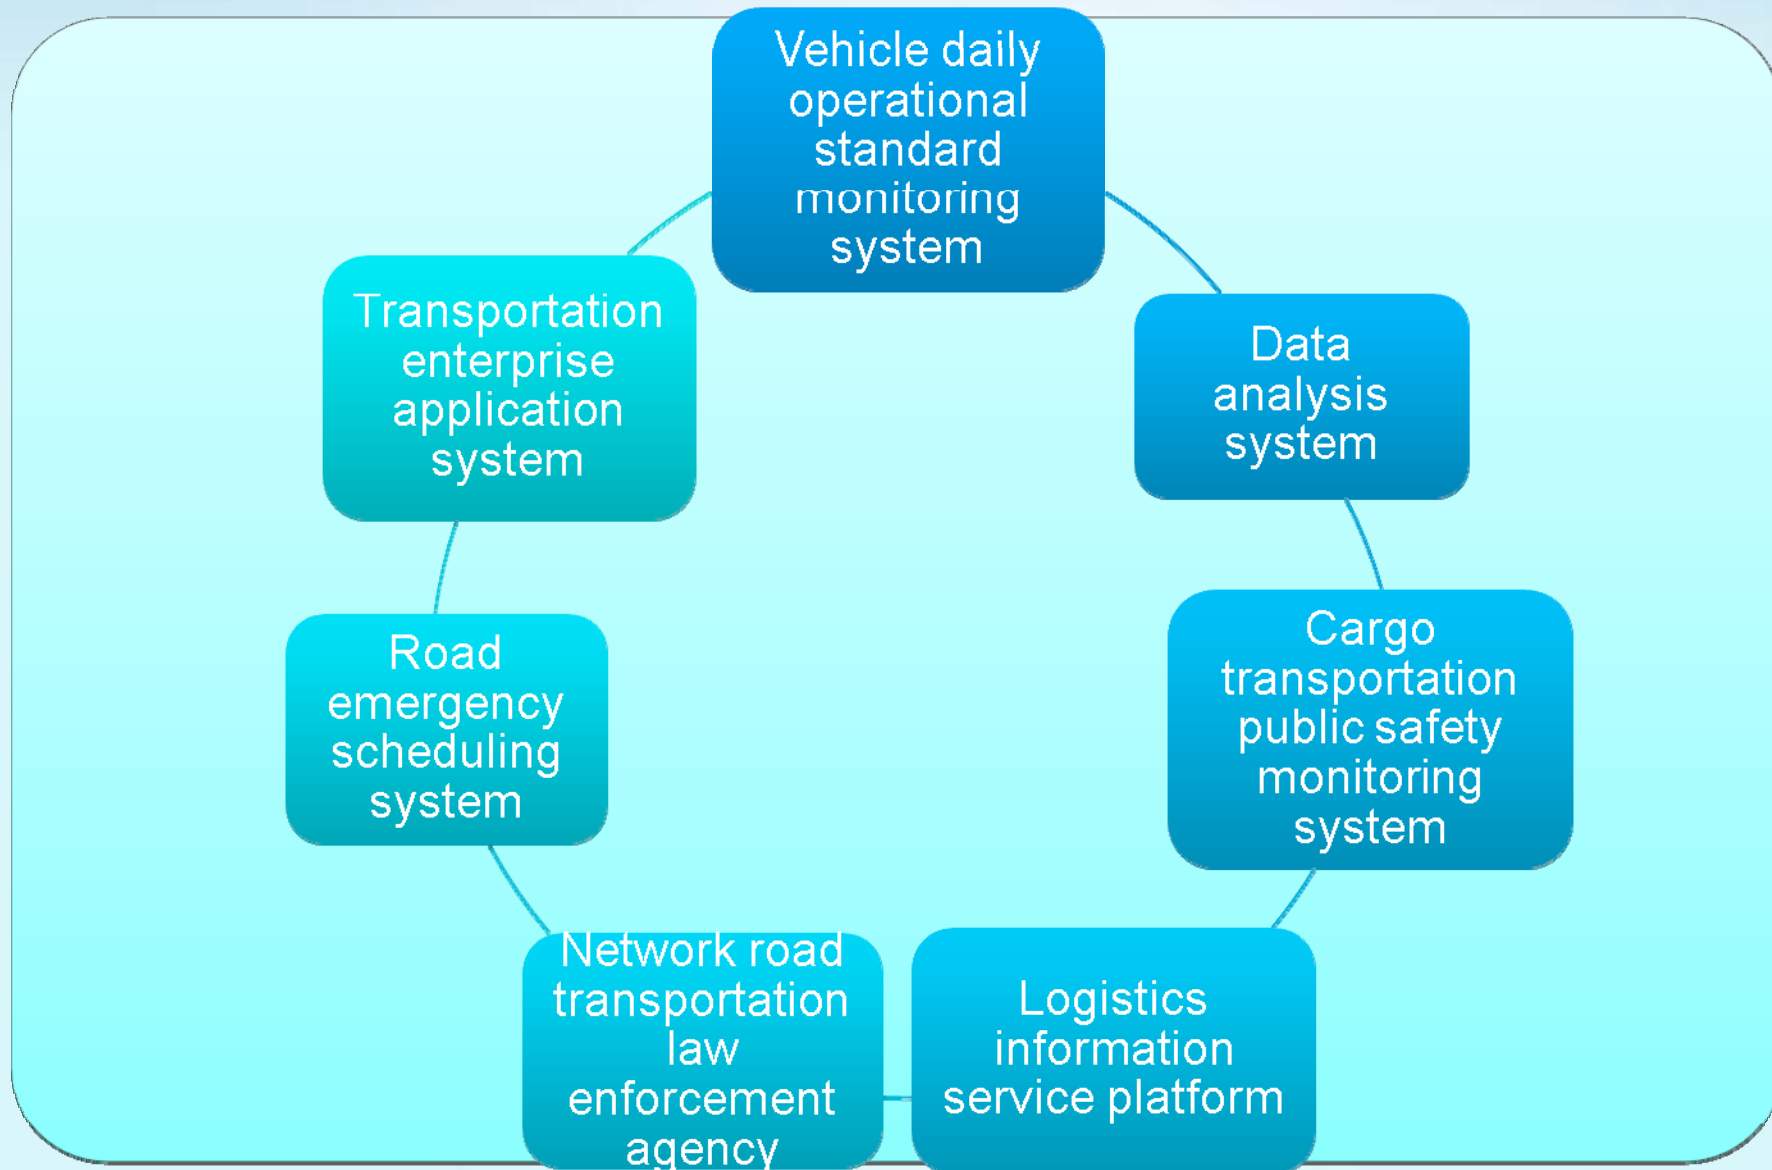 Vehicle daily
operational
standard
monitoring
system
Data
analysis
system
Cargo
transportation
public safety
monitoring
system
Logistics
information
service platform
Network road
transportation
law
enforcement
agency
Road
emergency
scheduling
system
Transportation
enterprise
application
system